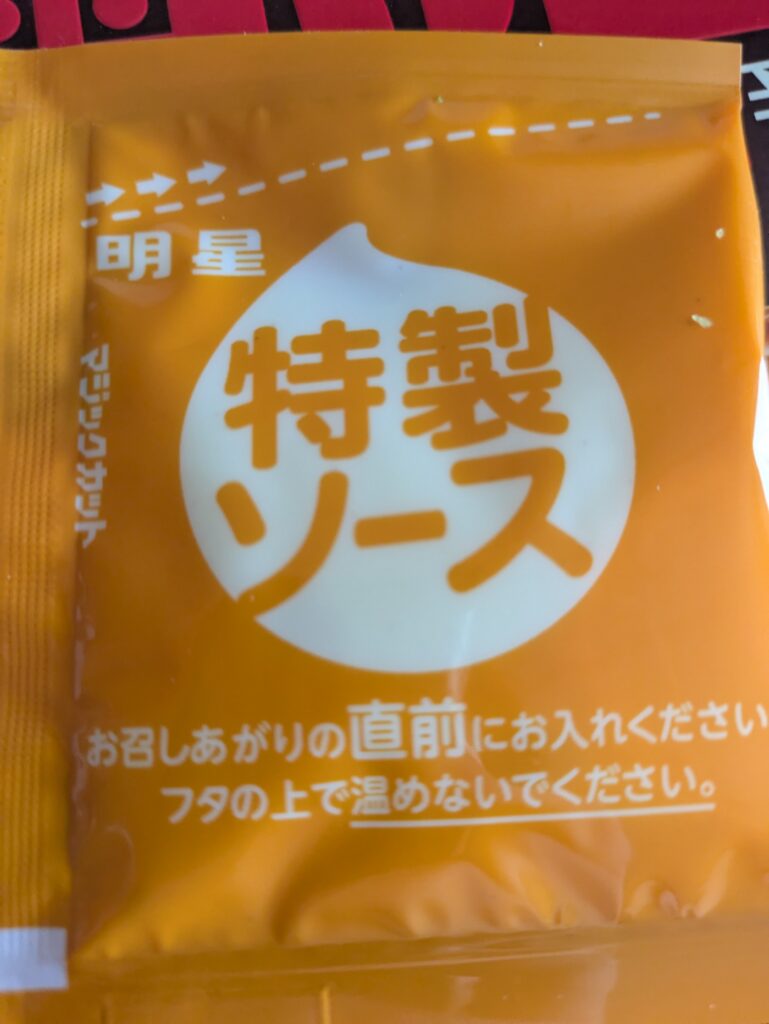 明星
特製
ソース
マジックカット
お召しあがりの直前にお入れください
フタの上で温めないでください。